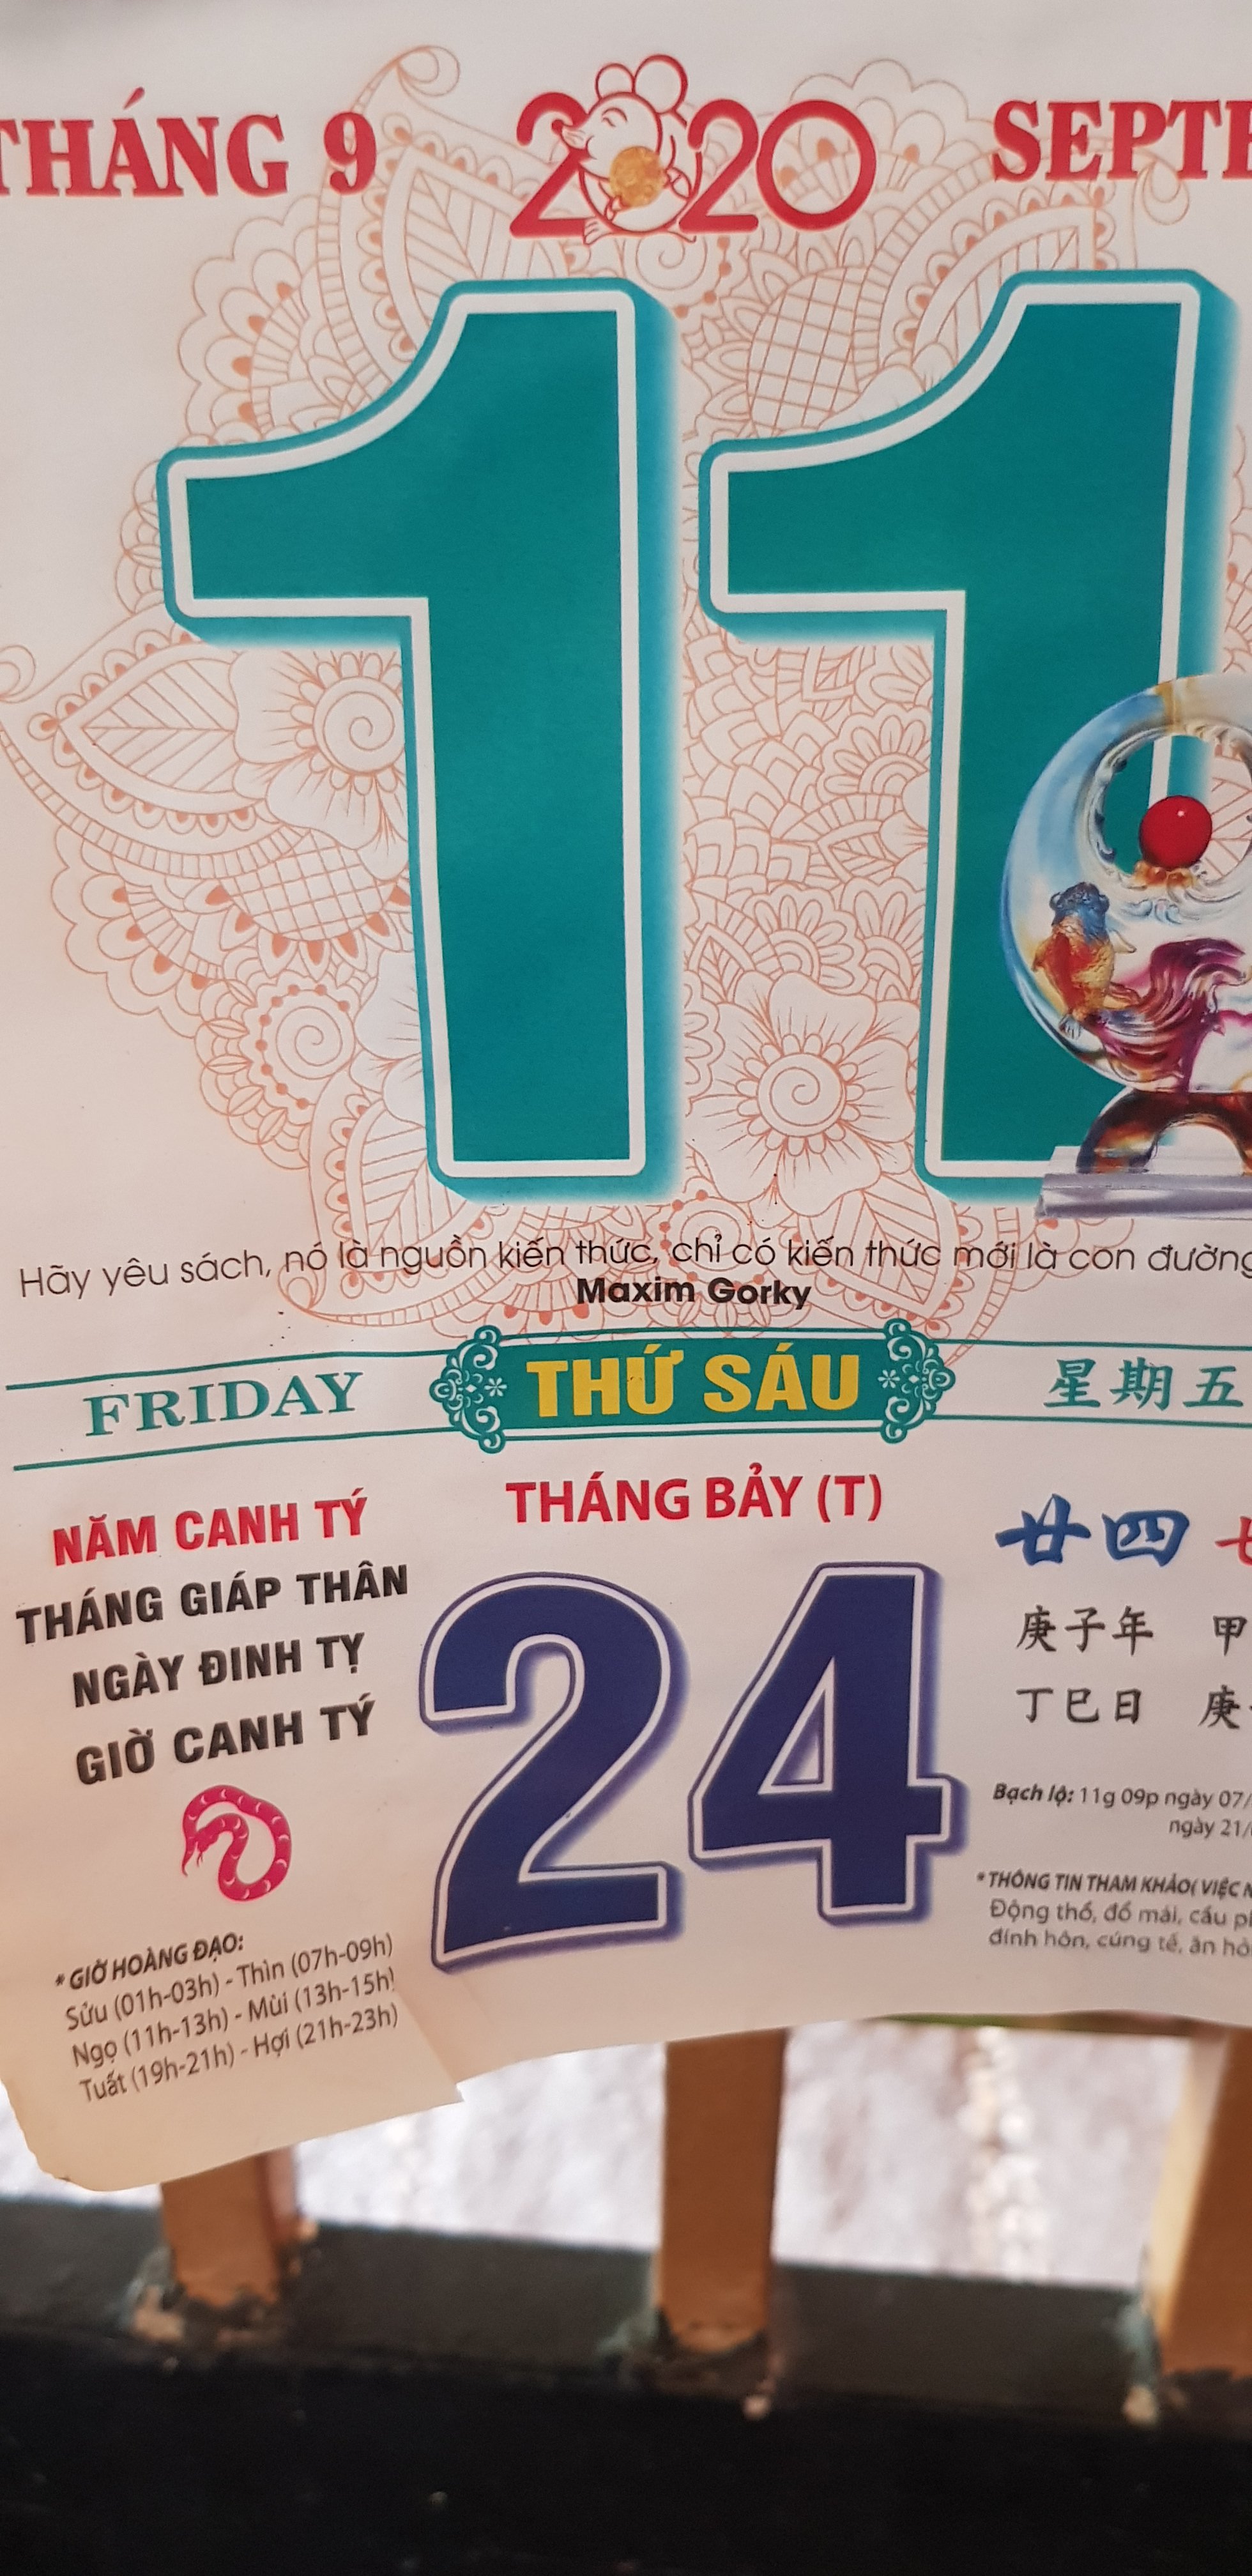 THÁNG 9 2020 SEPTE
11
Hãy yêu sách, nó là nguồn kiến thức, chỉ có kiến thức mới là con đường
Maxim Gorky
FRIDAY THỨ SÁU 星期五
THÁNG BẢY (T)
24
NĂM CANH TÝ
THÁNG GIÁP THÂN
NGÀY ĐINH TỴ
GIỜ CANH TÝ
* GIỜ HOÀNG ĐẠO:
Sửu (01h-03h) - Thìn (07h-09h)
Ngọ (11h-13h) - Mùi (13h-15h)
Tuất (19h-21h) - Hợi (21h-23h)
廿四
庚子年 甲
丁巳日 庚
Bạch lộ: 11g 09p ngày 07/
ngày 21/
* THÔNG TIN THAM KHẢO( VIỆC
Động thổ, đổ mái, cầu
đính hôn, cúng tế, ăn